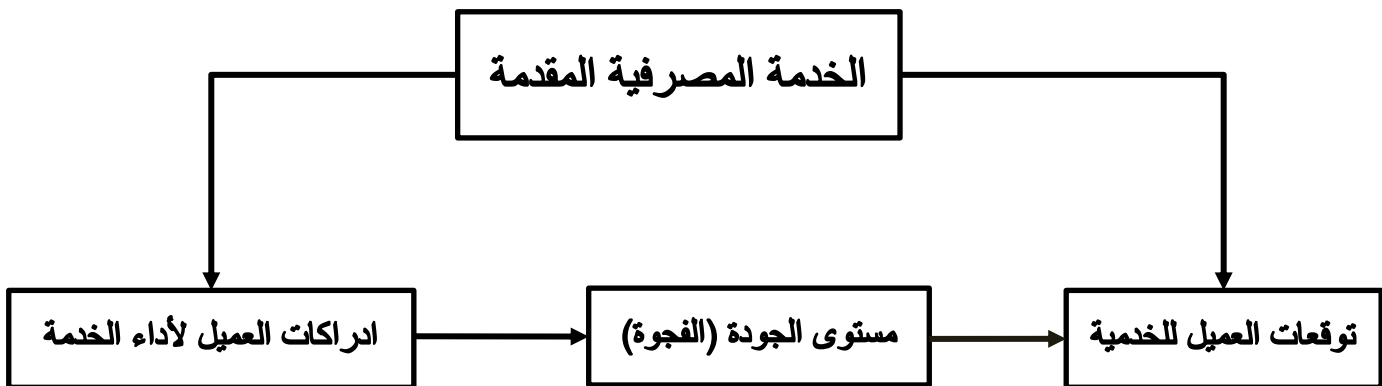 الخدمة المصرفية المقدمة
توقعات العميل للخدمية
مستوى الجودة (الفجوة)
ادراكات العميل لأداء الخدمة